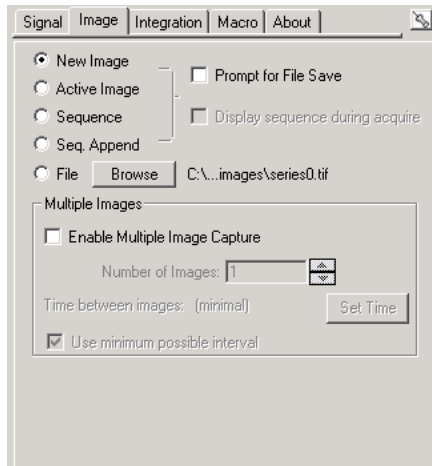 Signal Image Integration Macro About
New Image
Prompt for File Save
Active Image
Sequence
Display sequence during acquire
Seq. Append
File Browse C:\...images\series0.tif
Multiple Images
Enable Multiple Image Capture
Number of Images: 1
Time between images: (minimal) Set Time
Use minimum possible interval